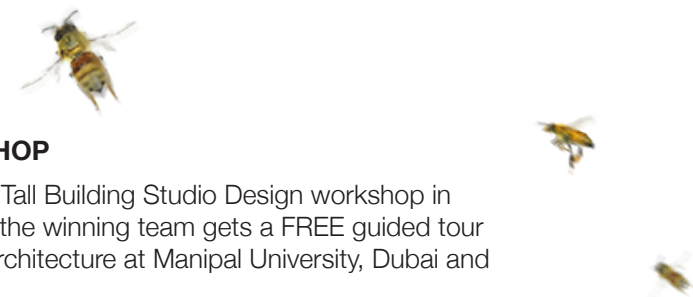 HOP
Tall Building Studio Design workshop in
the winning team gets a FREE guided tour
rchitecture at Manipal University, Dubai and